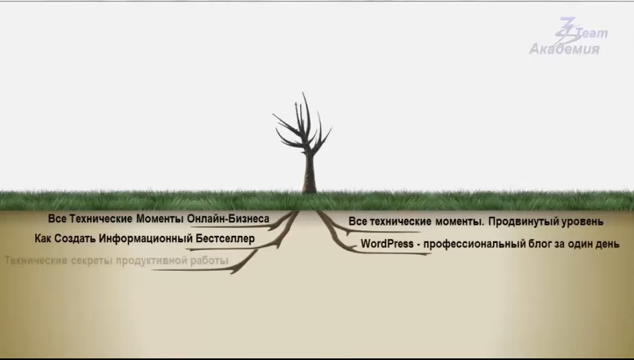 Team
Академия
Все Технические Моменты Онлайн-Бизнеса
Все технические моменты. Продвинутый уровень
Как Создать Информационный Бестселлер
WordPress - профессиональный блог за один день
Технические секреты продуктивной работы